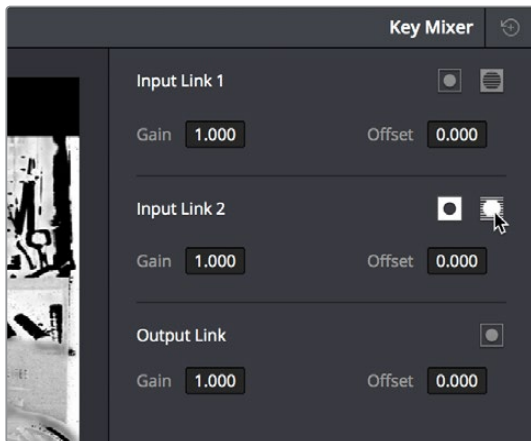 Key Mixer
Input Link 1
Gain 1.000 Offset 0.000
Input Link 2
Gain 1.000 Offset 0.000
Output Link
Gain 1.000 Offset 0.000